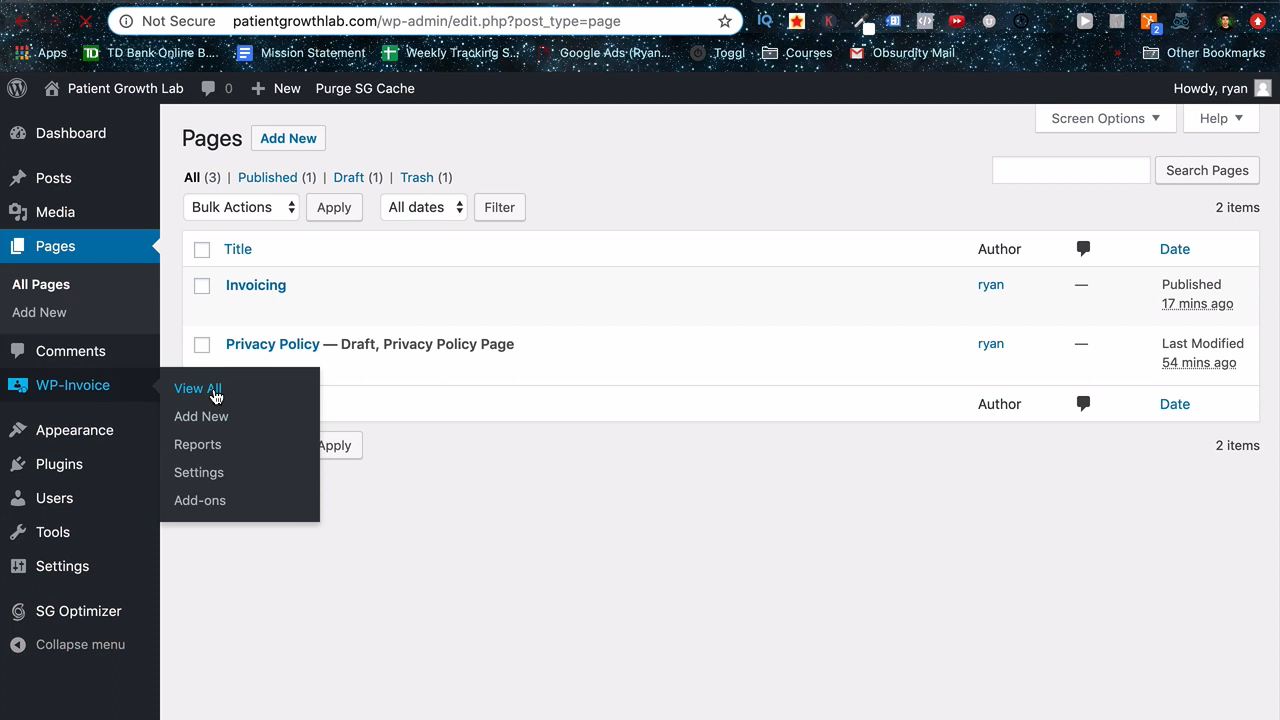 Not Secure patientgrowthlab.com/wp-admin/edit.php?post_type=page
Apps TD Bank Online B... Mission Statement Weekly Tracking S... Google Ads (Ryan... Toggl Courses Obsurdity Mail » Other Bookmarks
Patient Growth Lab 0 New Purge SG Cache Howdy, ryan
Dashboard
Posts
Media
Pages
All Pages
Add New
Comments
WP-Invoice
Appearance
Plugins
Users
Tools
Settings
SG Optimizer
Collapse menu
View All
Add New
Reports
Settings
Add-ons
Screen Options Help
Pages Add New
All (3) | Published (1) | Draft (1) | Trash (1)
Search Pages
Bulk Actions Apply All dates Filter 2 items
Title Author Date
Invoicing ryan — Published
17 mins ago
Privacy Policy — Draft, Privacy Policy Page ryan — Last Modified
54 mins ago
Author Date
Apply 2 items